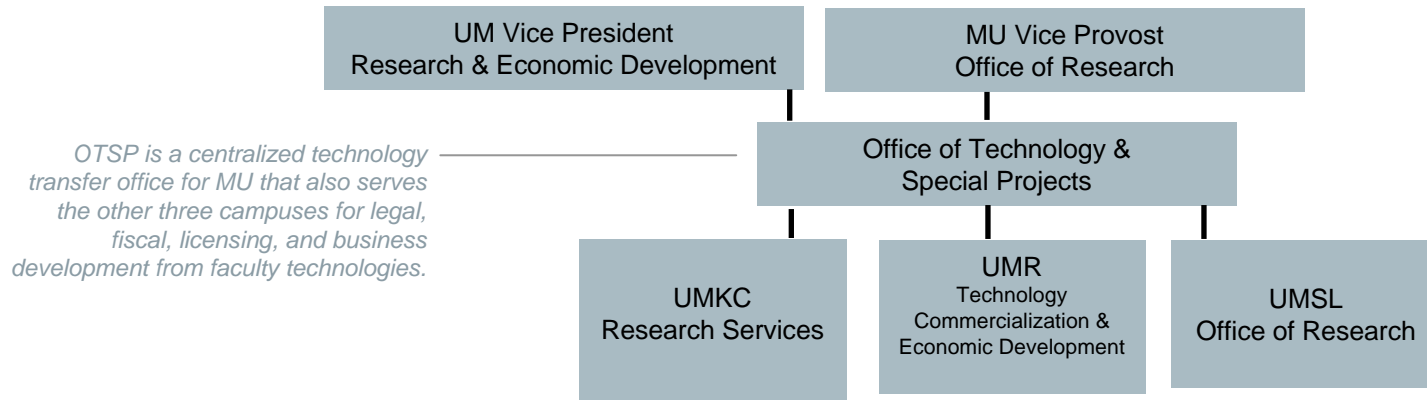 UM Vice President
Research & Economic Development
MU Vice Provost
Office of Research
OTSP is a centralized technology
transfer office for MU that also serves
the other three campuses for legal,
fiscal, licensing, and business
development from faculty technologies.
Office of Technology &
Special Projects
UMKC
Research Services
UMR
Technology
Commercialization &
Economic Development
UMSL
Office of Research